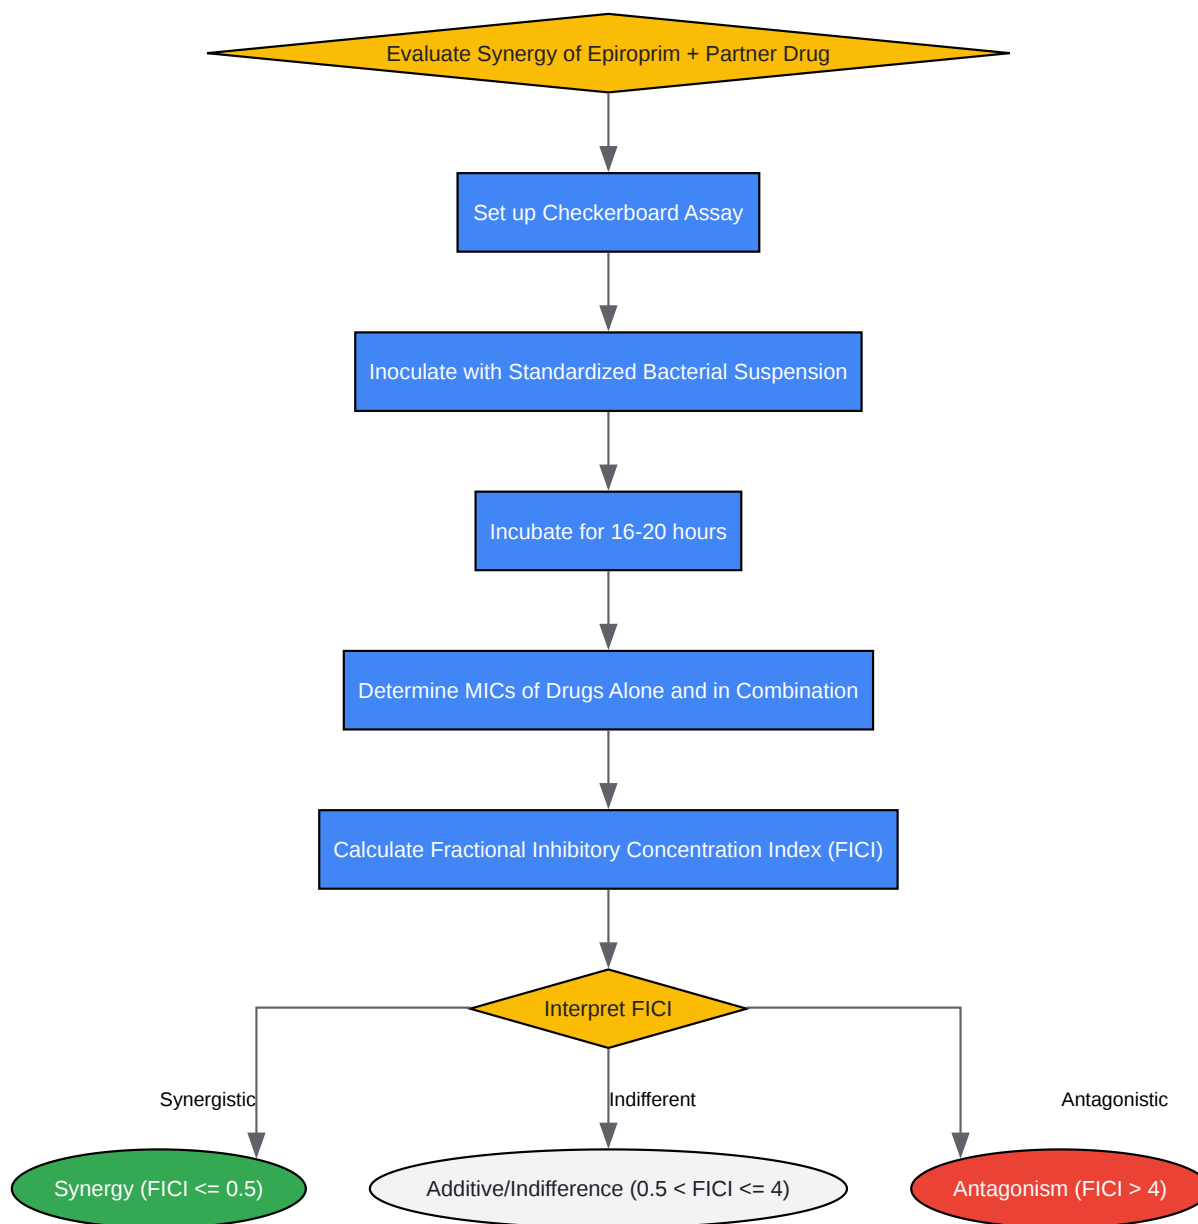 Evaluate Synergy of Epiroprim + Partner Drug
Set up Checkerboard Assay
Inoculate with Standardized Bacterial Suspension
Incubate for 16-20 hours
Determine MICs of Drugs Alone and in Combination
Calculate Fractional Inhibitory Concentration Index (FICI)
Interpret FICI
Synergistic
Indifferent
Antagonistic
Synergy (FICI <= 0.5)
Additive/Indifference (0.5 < FICI <= 4)
Antagonism (FICI > 4)